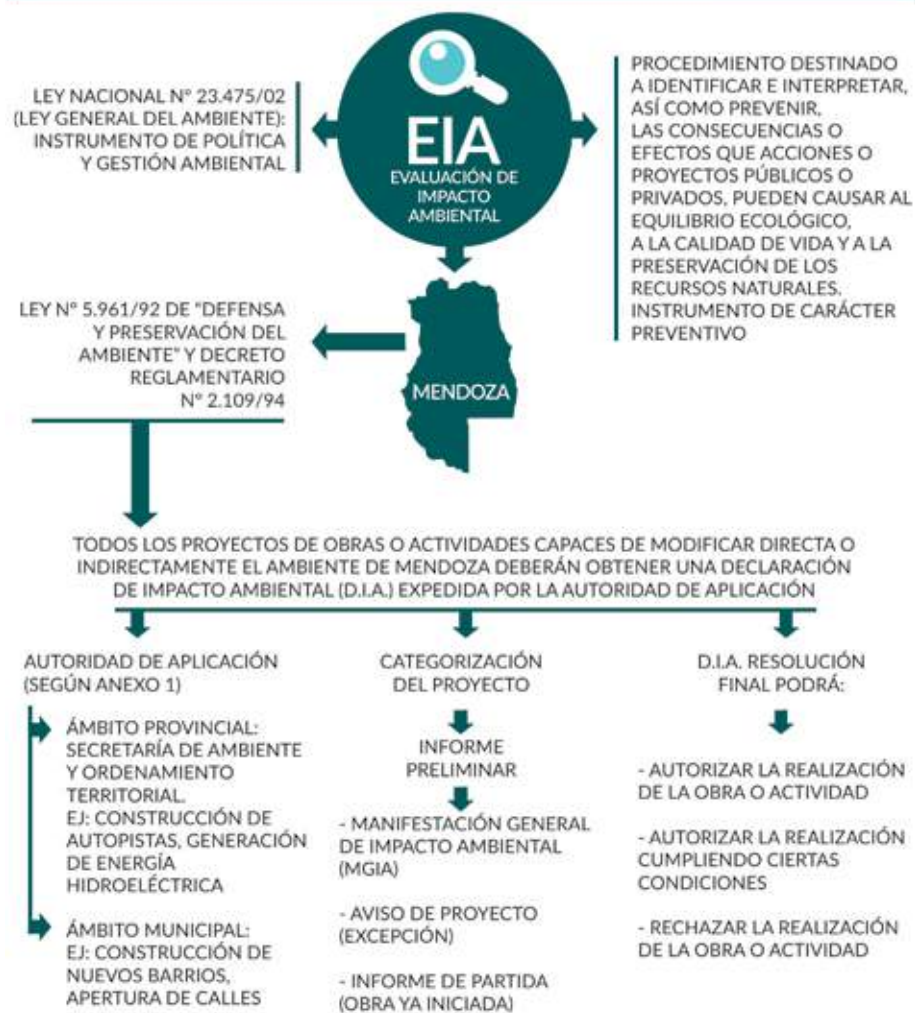 EIA
EVALUACIÓN DE
IMPACTO
AMBIENTAL
LEY NACIONAL N° 23.475/02
(LEY GENERAL DEL AMBIENTE):
INSTRUMENTO DE POLÍTICA
Y GESTIÓN AMBIENTAL
PROCEDIMIENTO DESTINADO
A IDENTIFICAR E INTERPRETAR,
ASÍ COMO PREVENIR,
LAS CONSECUENCIAS O
EFECTOS QUE ACCIONES O
PROYECTOS PÚBLICOS O
PRIVADOS, PUEDEN CAUSAR AL
EQUILIBRIO ECOLÓGICO,
A LA CALIDAD DE VIDA Y A LA
PRESERVACIÓN DE LOS
RECURSOS NATURALES.
INSTRUMENTO DE CARÁCTER
PREVENTIVO
MENDOZA
LEY N° 5.961/92 DE "DEFENSA
Y PRESERVACIÓN DEL
AMBIENTE" Y DECRETO
REGLAMENTARIO
N° 2.109/94
TODOS LOS PROYECTOS DE OBRAS O ACTIVIDADES CAPACES DE MODIFICAR DIRECTA O
INDIRECTAMENTE EL AMBIENTE DE MENDOZA DEBERÁN OBTENER UNA DECLARACIÓN
DE IMPACTO AMBIENTAL (D.I.A.) EXPEDIDA POR LA AUTORIDAD DE APLICACIÓN
AUTORIDAD DE APLICACIÓN
(SEGÚN ANEXO 1)
ÁMBITO PROVINCIAL:
SECRETARÍA DE AMBIENTE
Y ORDENAMIENTO
TERRITORIAL.
EJ: CONSTRUCCIÓN DE
AUTOPISTAS, GENERACIÓN
DE ENERGÍA
HIDROELÉCTRICA
ÁMBITO MUNICIPAL:
EJ: CONSTRUCCIÓN DE
NUEVOS BARRIOS,
APERTURA DE CALLES
CATEGORIZACIÓN
DEL PROYECTO
INFORME
PRELIMINAR
- MANIFESTACIÓN GENERAL
DE IMPACTO AMBIENTAL
(MGIA)
- AVISO DE PROYECTO
(EXCEPCIÓN)
- INFORME DE PARTIDA
(OBRA YA INICIADA)
D.I.A. RESOLUCIÓN
FINAL PODRÁ:
- AUTORIZAR LA REALIZACIÓN
DE LA OBRA O ACTIVIDAD
- AUTORIZAR LA REALIZACIÓN
CUMPLIENDO CIERTAS
CONDICIONES
- RECHAZAR LA REALIZACIÓN
DE LA OBRA O ACTIVIDAD